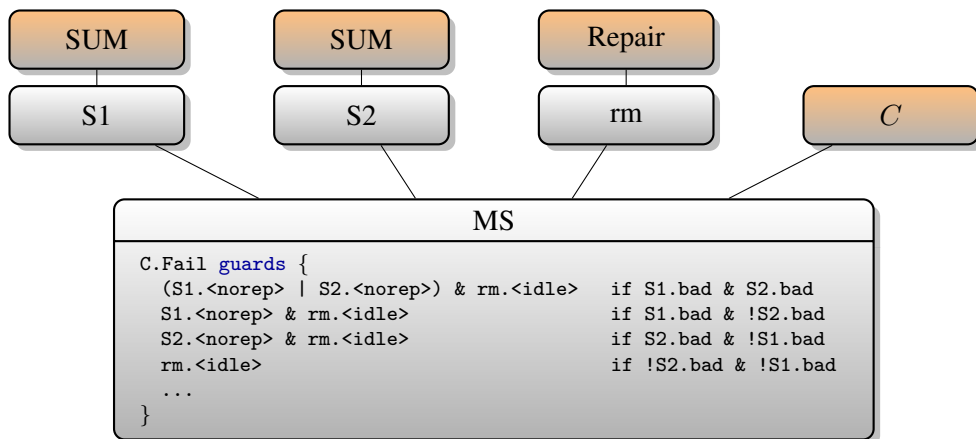 SUM SUM Repair
S1 S2 rm C
MS
C.Fail guards {
(S1.<norep> | S2.<norep>) & rm.<idle> if S1.bad & S2.bad
S1.<norep> & rm.<idle> if S1.bad & !S2.bad
S2.<norep> & rm.<idle> if S2.bad & !S1.bad
rm.<idle> if !S2.bad & !S1.bad
...
}